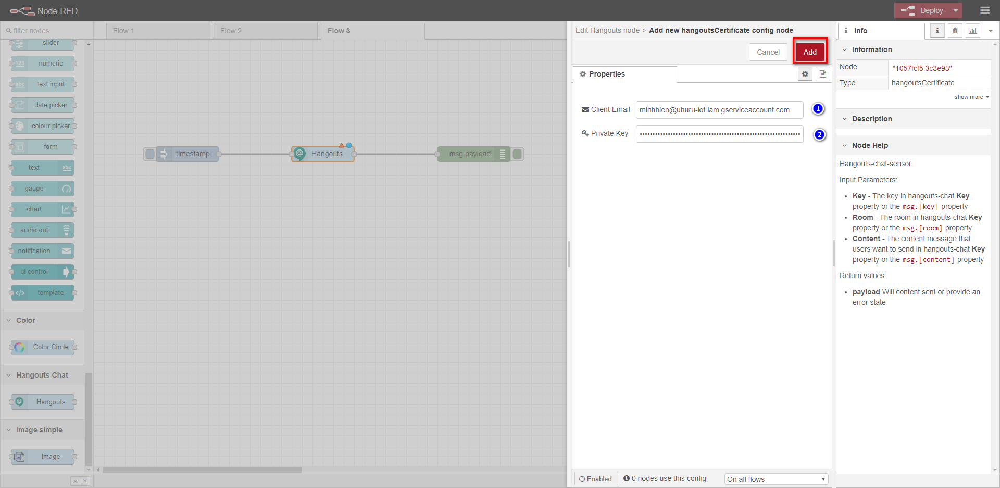 Node-RED
Deploy
filter nodes
slider
123 numeric
abc text input
date picker
colour picker
form
text abc
gauge
chart
audio out
notification
ui control
</> template
Color
Color Circle
Hangouts Chat
Hangouts
Image simple
Image
Flow 1
Flow 2
Flow 3
timestamp
Hangouts
msg.payload
Edit Hangouts node > Add new hangoutsCertificate config node
Cancel
Add
Properties
Client Email minhhien@uhuru-iot.iam.gserviceaccount.com 1
Private Key •••••••••••••••••••••••••••••••••••••••••••••••••••••••••••••• 2
Enabled
0 nodes use this config
On all flows
info
Information
Node "1057fcf5.3c3e93"
Type hangoutsCertificate
show more
Description
Node Help
Hangouts-chat-sensor
Input Parameters:
• Key - The key in hangouts-chat Key
property or the msg.[key] property
• Room - The room in hangouts-chat Key
property or the msg.[room] property
• Content - The content message that
users want to send in hangouts-chat Key
property or the msg.[content] property
Return values:
• payload Will content sent or provide an
error state